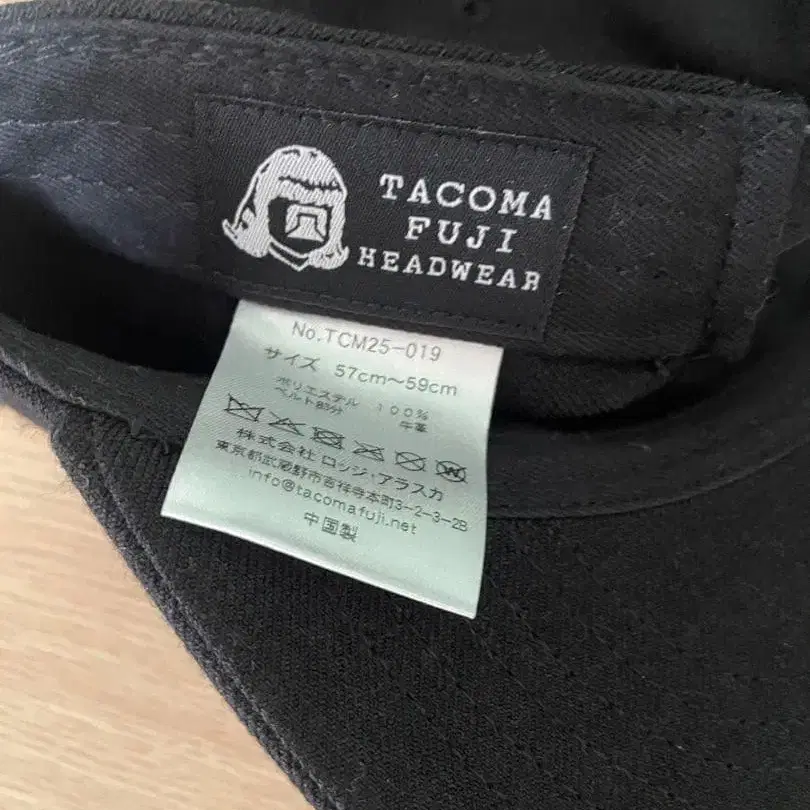 TACOMA
FUJI
HEADWEAR
No.TCM25-019
サイズ 57cm～59cm
ポリエステル 100%
ベルト部分 牛革
株式会社 ロッジ・アラスカ
東京都武蔵野市吉祥寺本町3-2-3-2B
info@tacomafuji.net
中国製